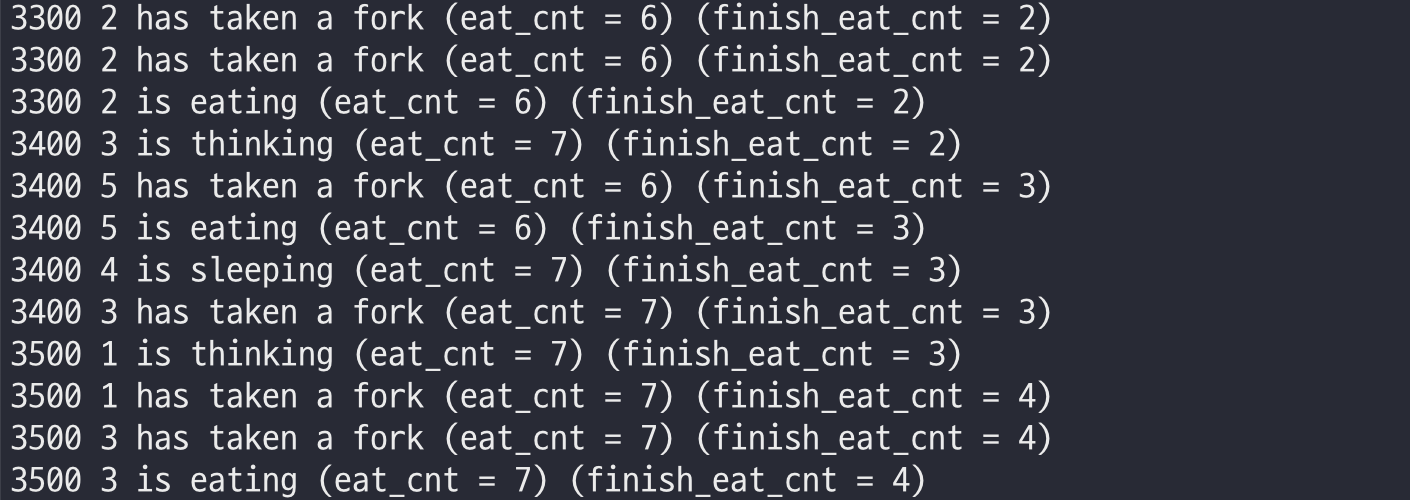 3300 2 has taken a fork (eat_cnt = 6) (finish_eat_cnt = 2)
3300 2 has taken a fork (eat_cnt = 6) (finish_eat_cnt = 2)
3300 2 is eating (eat_cnt = 6) (finish_eat_cnt = 2)
3400 3 is thinking (eat_cnt = 7) (finish_eat_cnt = 2)
3400 5 has taken a fork (eat_cnt = 6) (finish_eat_cnt = 3)
3400 5 is eating (eat_cnt = 6) (finish_eat_cnt = 3)
3400 4 is sleeping (eat_cnt = 7) (finish_eat_cnt = 3)
3400 3 has taken a fork (eat_cnt = 7) (finish_eat_cnt = 3)
3500 1 is thinking (eat_cnt = 7) (finish_eat_cnt = 3)
3500 1 has taken a fork (eat_cnt = 7) (finish_eat_cnt = 4)
3500 3 has taken a fork (eat_cnt = 7) (finish_eat_cnt = 4)
3500 3 is eating (eat_cnt = 7) (finish_eat_cnt = 4)